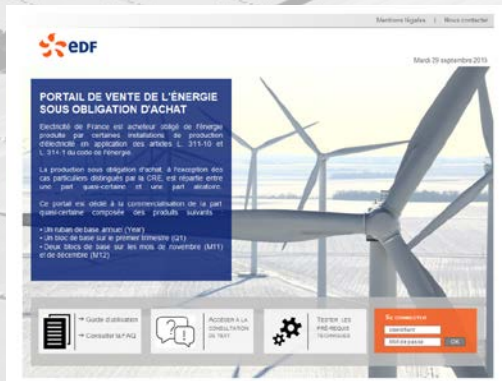 Mentions légales | Nous contacter
eDF
Mardi 29 septembre 2015
PORTAIL DE VENTE DE L'ÉNERGIE
SOUS OBLIGATION D'ACHAT
Electricité de France est acheteur obligé de l'énergie
produite par certaines installations de production
d'électricité en application des articles L. 311-10 et
L. 314-1 du code de l'énergie.
La production sous obligation d'achat, à l'exception des
cas particuliers distingués par la CRE, est répartie entre
une part quasi-certaine et une part aléatoire.
Ce portail est dédié à la commercialisation de la part
quasi-certaine composée des produits suivants :
• Un ruban de base annuel (Year)
• Un bloc de base sur le premier trimestre (Q1)
• Deux blocs de base sur les mois de novembre (M11)
et de décembre (M12)
→ Guide d'utilisation
→ Consulter la FAQ
ACCÉDER À LA
CONSULTATION
DE TEST
TESTER LES
PRÉ-REQUIS
TECHNIQUES
SE CONNECTER
Identifiant
Mot de passe
OK